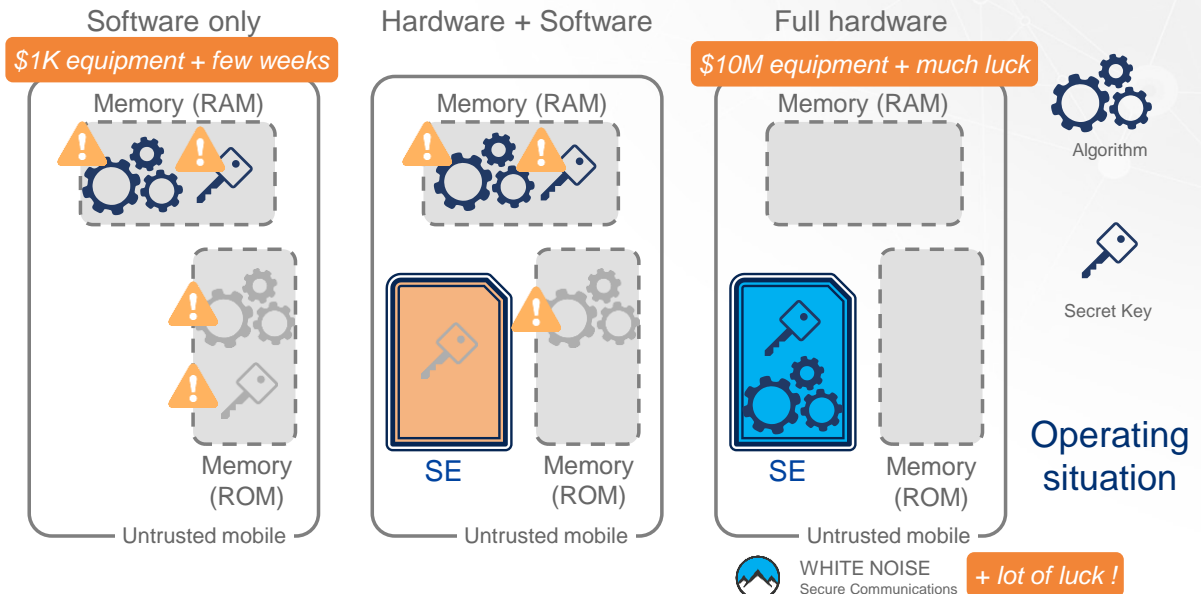 Software only
$1K equipment + few weeks
Memory (RAM)
Memory
(ROM)
Untrusted mobile
Hardware + Software
Memory (RAM)
SE
Memory
(ROM)
Untrusted mobile
Full hardware
$10M equipment + much luck
Memory (RAM)
SE
Memory
(ROM)
Untrusted mobile
Algorithm
Secret Key
Operating
situation
WHITE NOISE
Secure Communications
+ lot of luck !